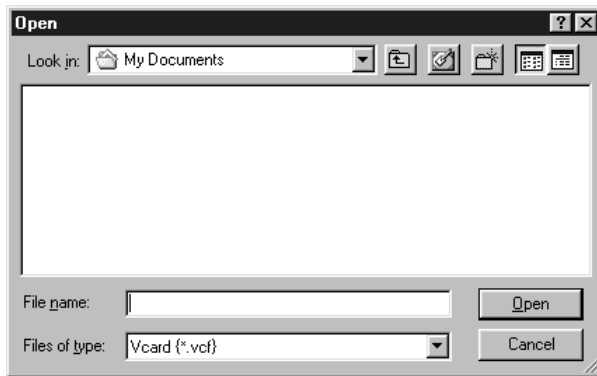 Open
Look in: My Documents
File name:
Open
Files of type: Vcard {*.vcf}
Cancel